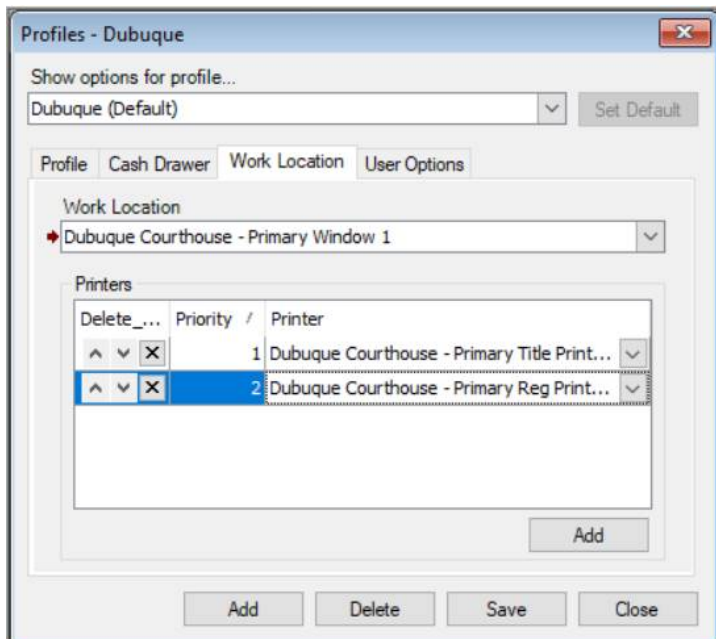 Profiles - Dubuque
Show options for profile...
Dubuque (Default)
Set Default
Profile Cash Drawer Work Location User Options
Work Location
Dubuque Courthouse - Primary Window 1
Printers
Delete_... Priority / Printer
1 Dubuque Courthouse - Primary Title Print...
2 Dubuque Courthouse - Primary Reg Print...
Add
Add Delete Save Close